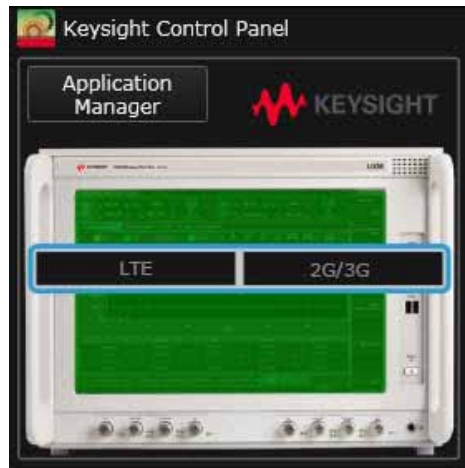 Keysight Control Panel
Application
Manager
KEYSIGHT
LTE
2G/3G